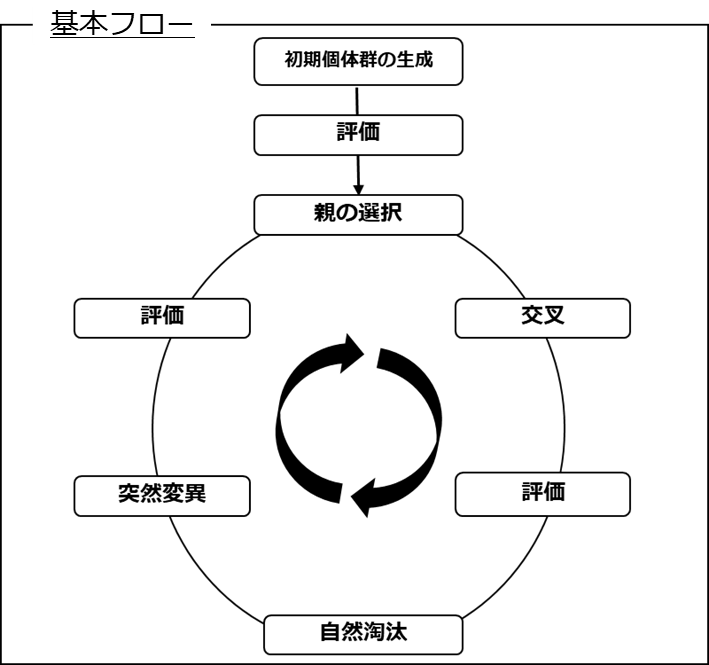 基本フロー
初期個体群の生成
評価
親の選択
交叉
評価
自然淘汰
突然変異
評価